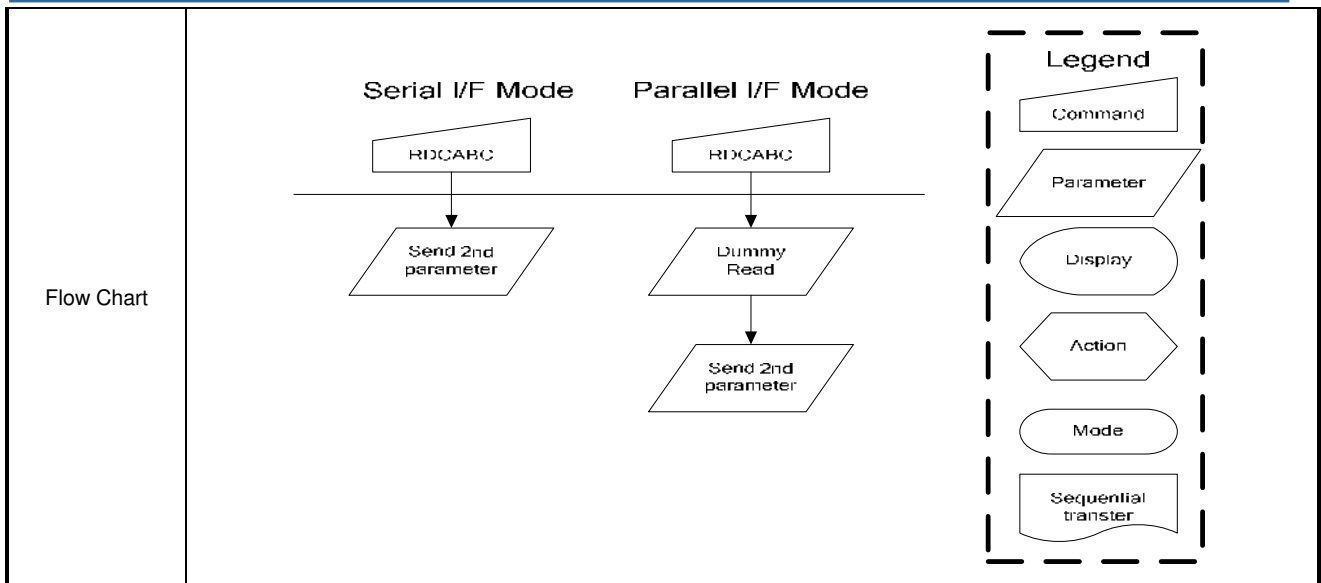 Flow Chart
Serial I/F Mode
RDCABC
Send 2nd
parameter
Parallel I/F Mode
RDCABC
Dummy
Read
Send 2nd
parameter
Legend
Command
Parameter
Display
Action
Mode
Sequential
transter